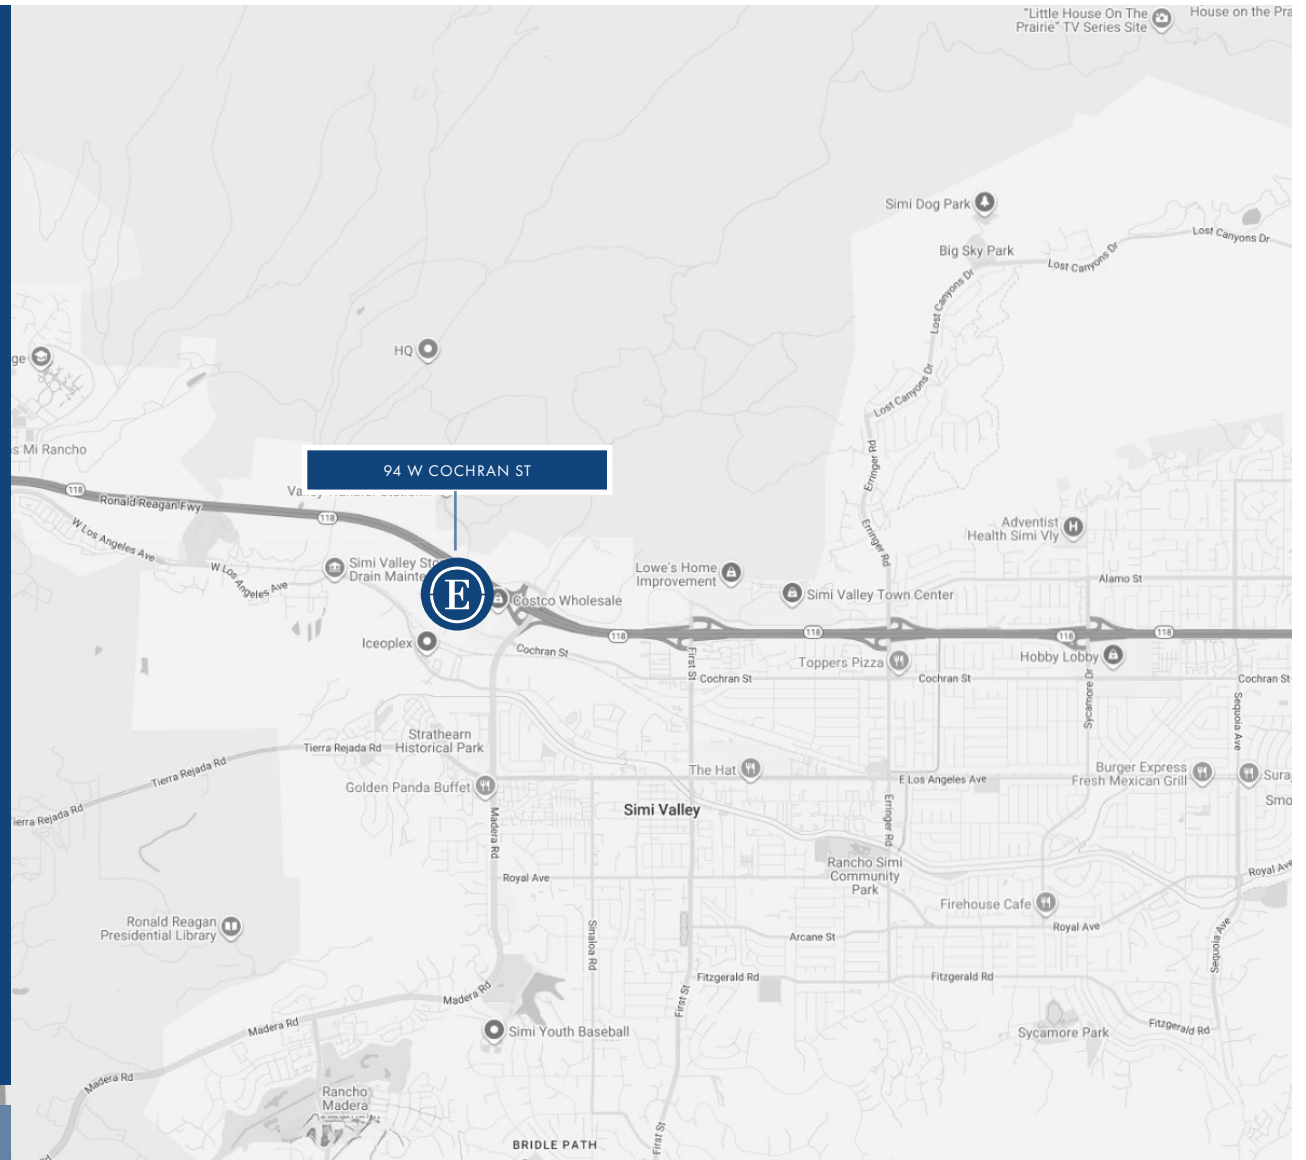 "Little House On The
Prairie" TV Series Site
House on the Pra
Simi Dog Park
Big Sky Park
Lost Canyons Dr
Lost Canyons Dr
Lost Canyons Dr
Lost Canyons Dr
HQ
ge
s Mi Rancho
94 W COCHRAN ST
118
Ronald Reagan Fwy
118
W Los Angeles Ave
W Los Angeles Ave
Simi Valley Sto
Drain Mainte
E
Costco Wholesale
Iceoplex
Cochran St
118
Erringer Rd
Erringer Rd
Lowe's Home
Improvement
Simi Valley Town Center
Adventist
Health Simi Vly
H
Alamo St
118
118
118
First St
Toppers Pizza
Hobby Lobby
Cochran St
Cochran St
Cochran St
Sycamore Dr
Sequoia Ave
Strathearn
Historical Park
Tierra Rejada Rd
Tierra Rejada Rd
ierra Rejada Rd
Golden Panda Buffet
The Hat
E Los Angeles Ave
Burger Express
Fresh Mexican Grill
Sura
Smo
Simi Valley
Madera Rd
Erringer Rd
Rancho Simi
Community
Park
Royal Ave
Royal Ave
Firehouse Cafe
Royal Ave
Ronald Reagan
Presidential Library
Sinaloa Rd
Arcane St
Sequoia Ave
Fitzgerald Rd
Fitzgerald Rd
Madera Rd
First St
Madera Rd
Simi Youth Baseball
Sycamore Park
Fitzgerald Rd
Madera Rd
Rancho
Madera
BRIDLE PATH
First St